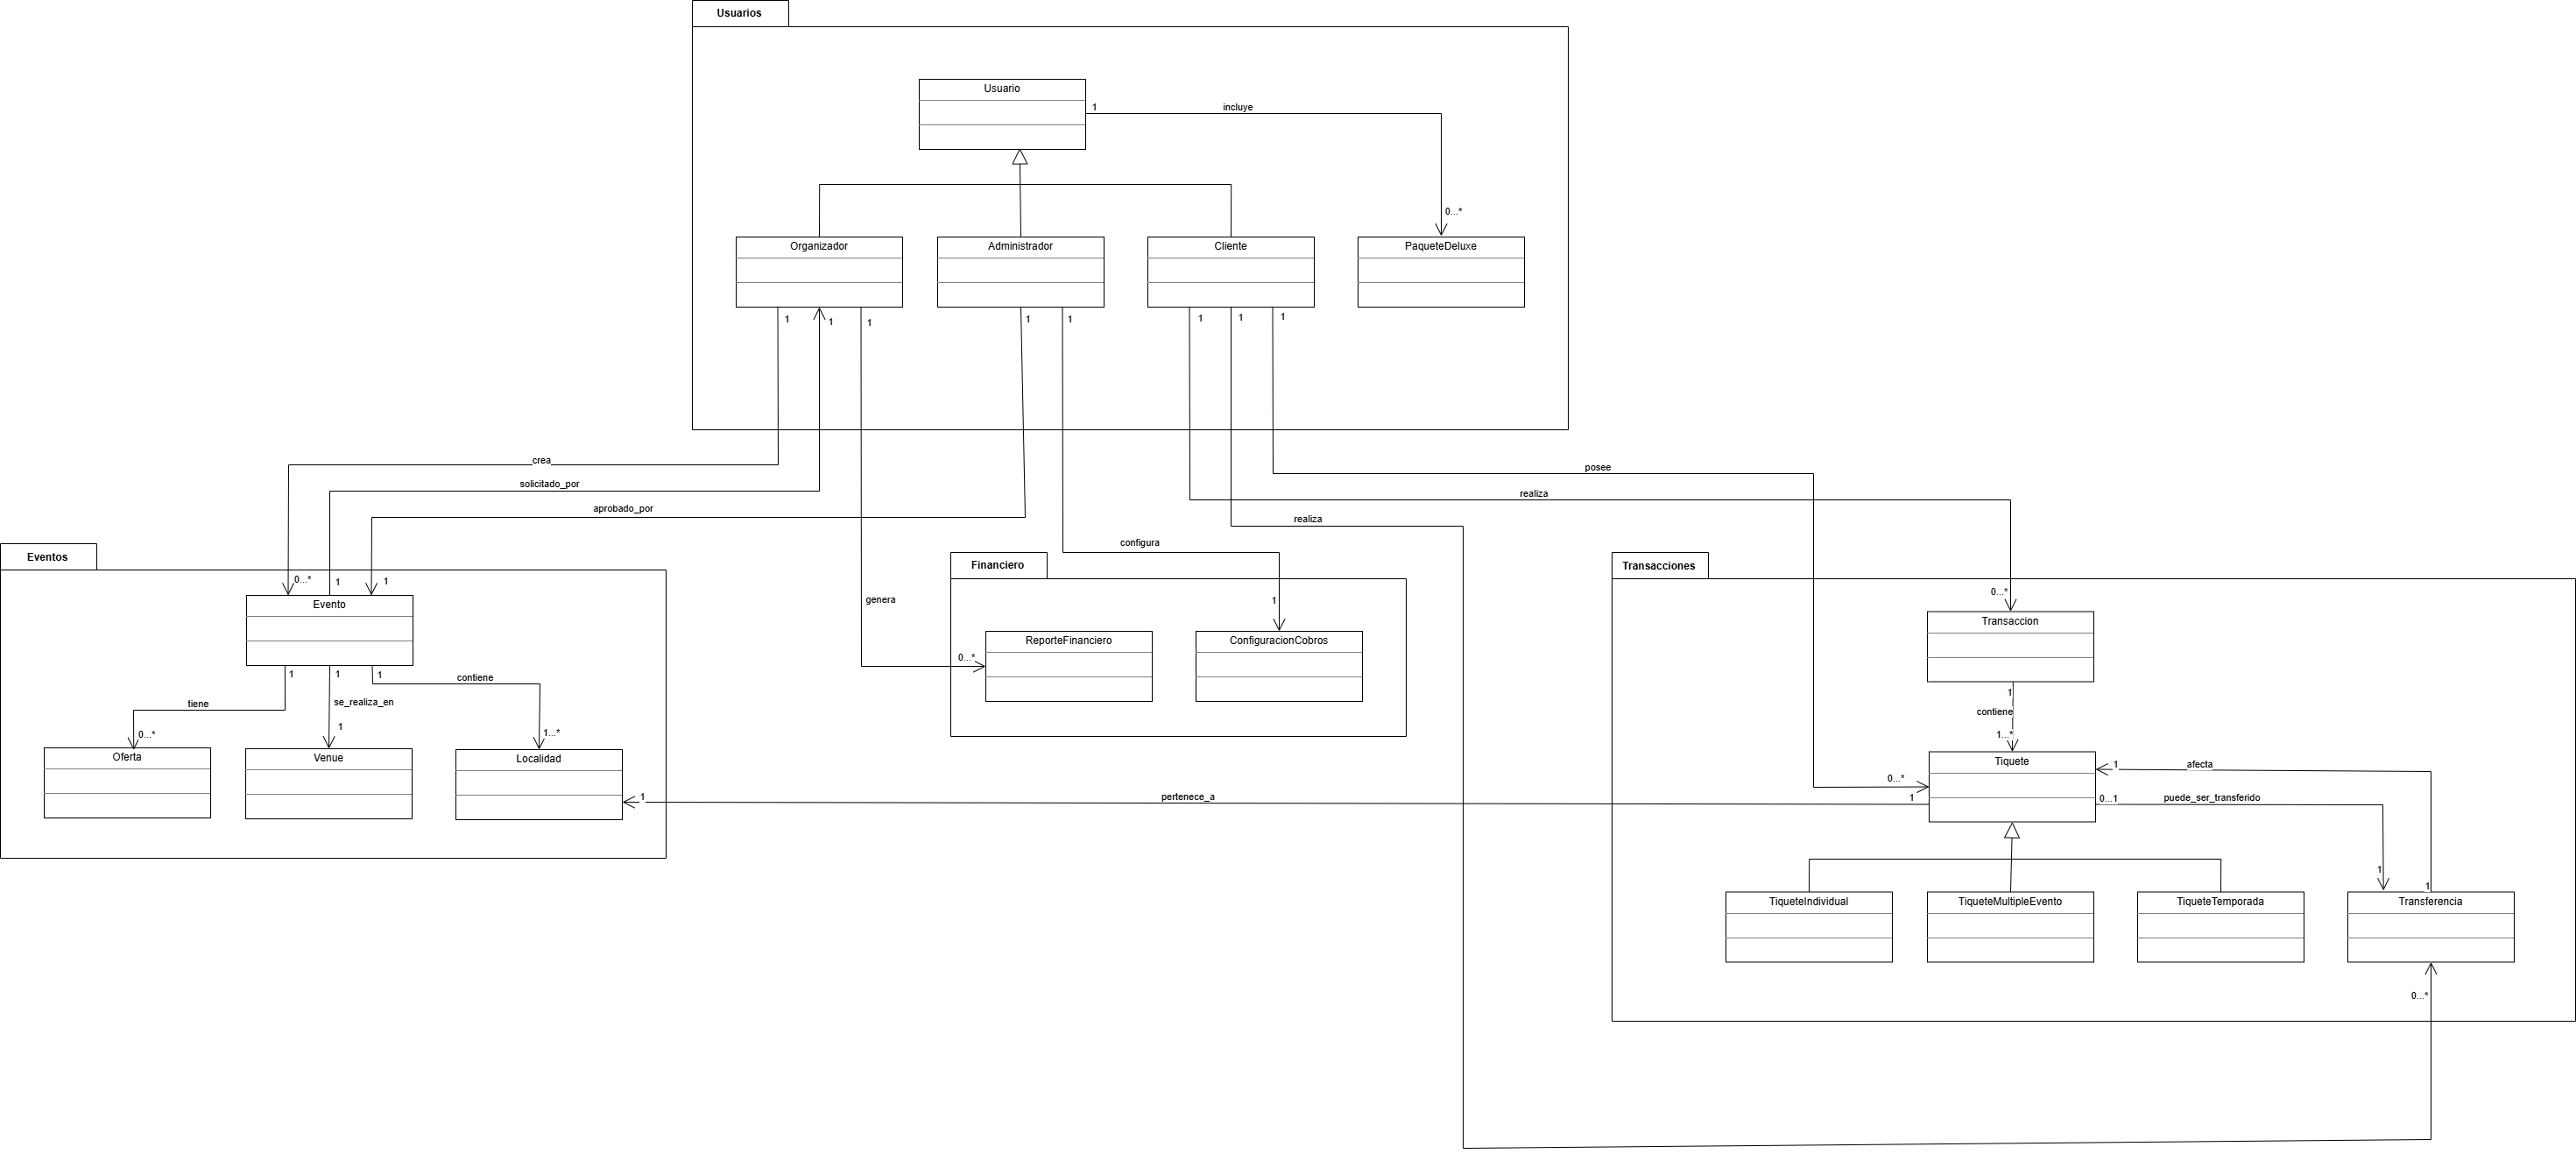 Usuarios
Usuario
1
incluye
0...*
Organizador
Administrador
Cliente
PaqueteDeluxe
1
1
1
1
1
1
1
1
crea
solicitado_por
aprobado_por
posee
realiza
realiza
configura
Eventos
Financiero
Transacciones
0...*
1
1
genera
1
0...*
Evento
ReporteFinanciero
ConfiguracionCobros
Transaccion
0...*
1
1
1
contiene
tiene
se_realiza_en
1
contiene
0...*
1
1...*
1...*
Oferta
Venue
Localidad
Tiquete
1
afecta
0...*
1
pertenece_a
1
0...1
puede_ser_transferido
1
1
TiqueteIndividual
TiqueteMultipleEvento
TiqueteTemporada
Transferencia
0...*